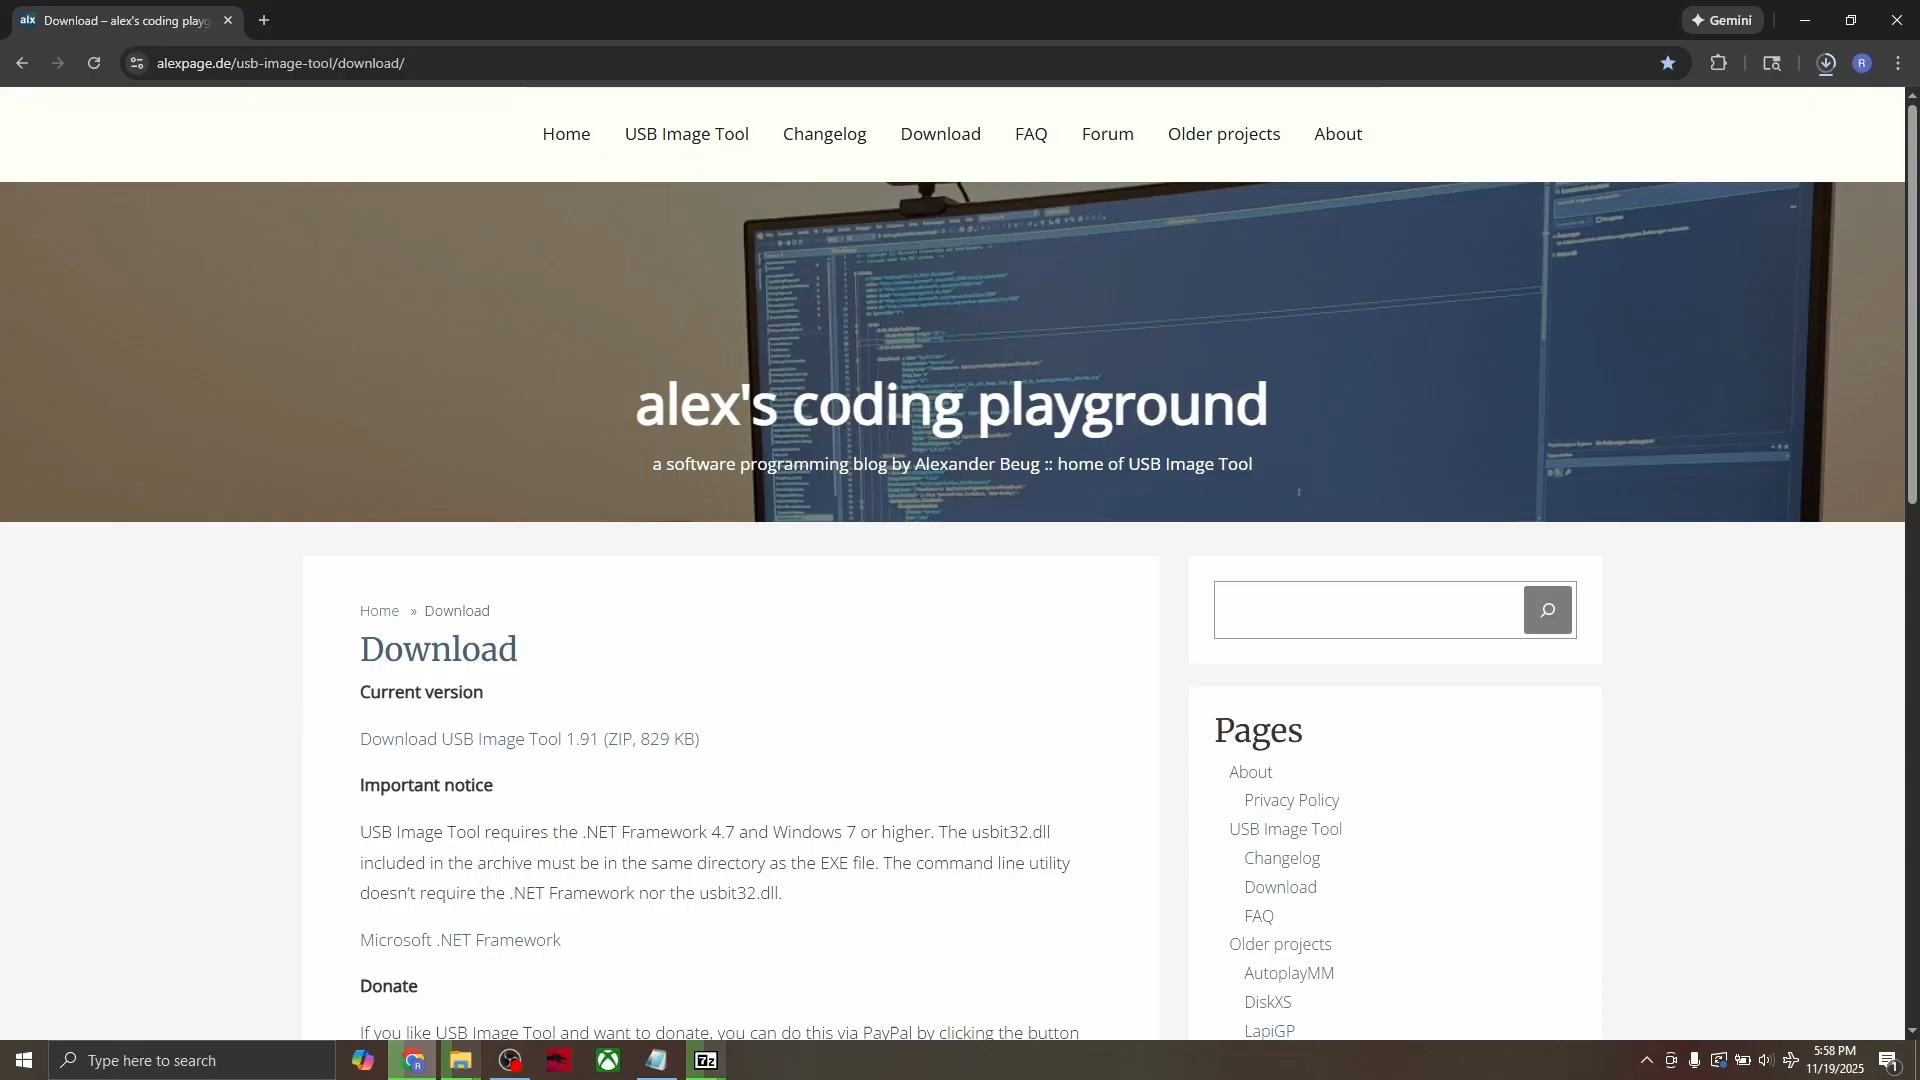 alx Download – alex's coding playg
Gemini
alexpage.de/usb-image-tool/download/
R
Home USB Image Tool Changelog Download FAQ Forum Older projects About
alex's coding playground
a software programming blog by Alexander Beug :: home of USB Image Tool
Home » Download
Download
Current version
Download USB Image Tool 1.91 (ZIP, 829 KB)
Important notice
USB Image Tool requires the .NET Framework 4.7 and Windows 7 or higher. The usbit32.dll
included in the archive must be in the same directory as the EXE file. The command line utility
doesn't require the .NET Framework nor the usbit32.dll.
Microsoft .NET Framework
Donate
If you like USB Image Tool and want to donate, you can do this via PayPal by clicking the button
Pages
About
Privacy Policy
USB Image Tool
Changelog
Download
FAQ
Older projects
AutoplayMM
DiskXS
LapiGP
Type here to search
R
7z
5:58 PM
11/19/2025
1